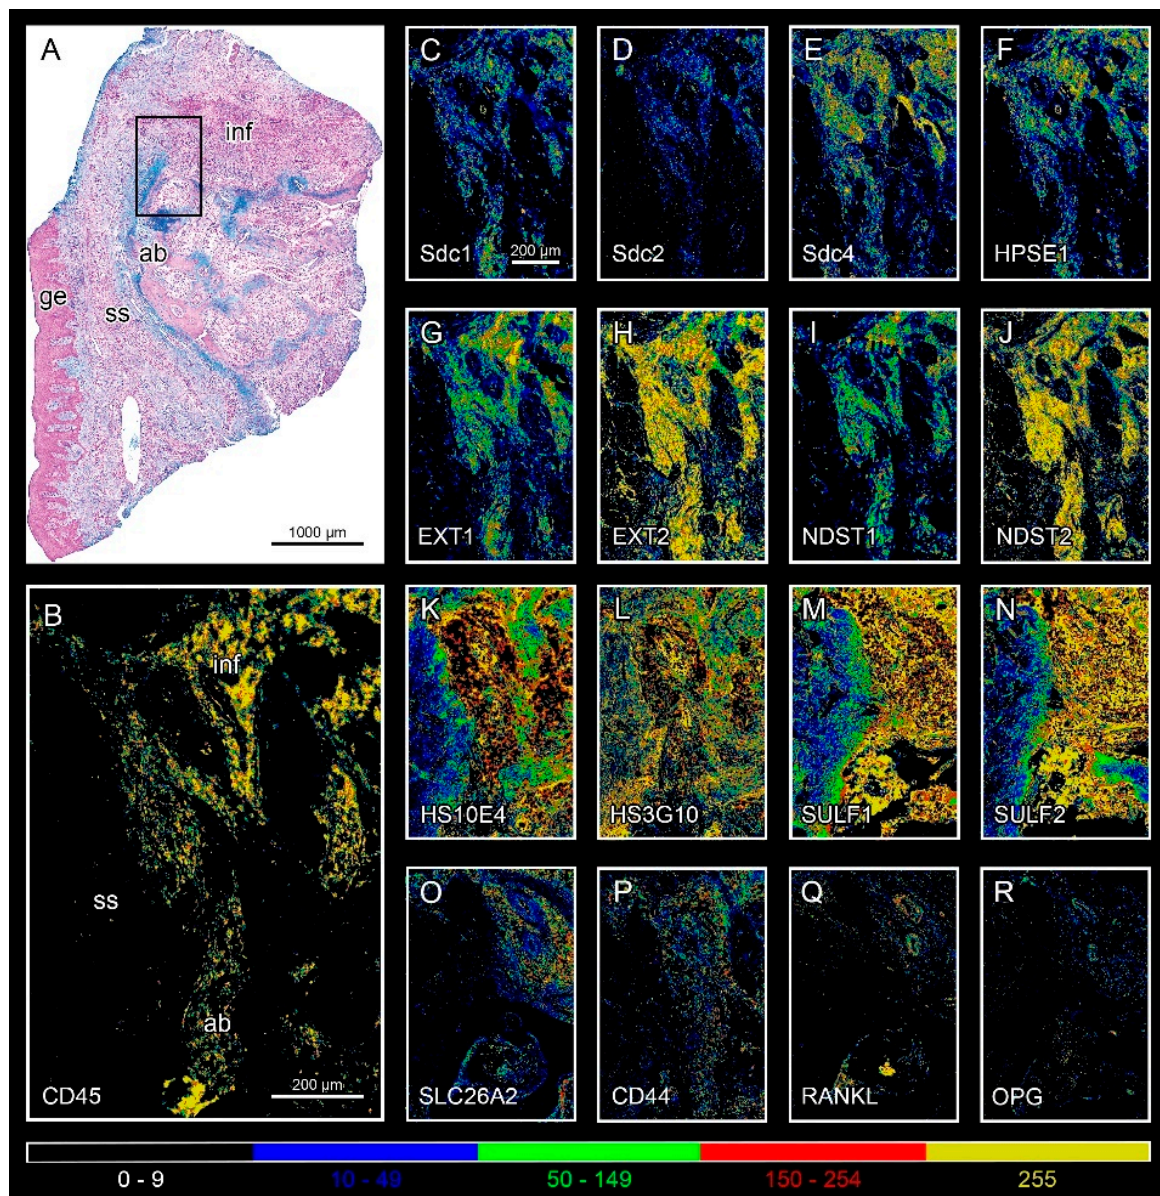 A
inf
ab
ge
ss
1000 µm
B
inf
ss
ab
CD45
200 µm
C
Sdc1
200 µm
D
Sdc2
E
Sdc4
F
HPSE1
G
EXT1
H
EXT2
I
NDST1
J
NDST2
K
HS10E4
L
HS3G10
M
SULF1
N
SULF2
O
SLC26A2
P
CD44
Q
RANKL
R
OPG
0 - 9 10 - 49 50 - 149 150 - 254 255